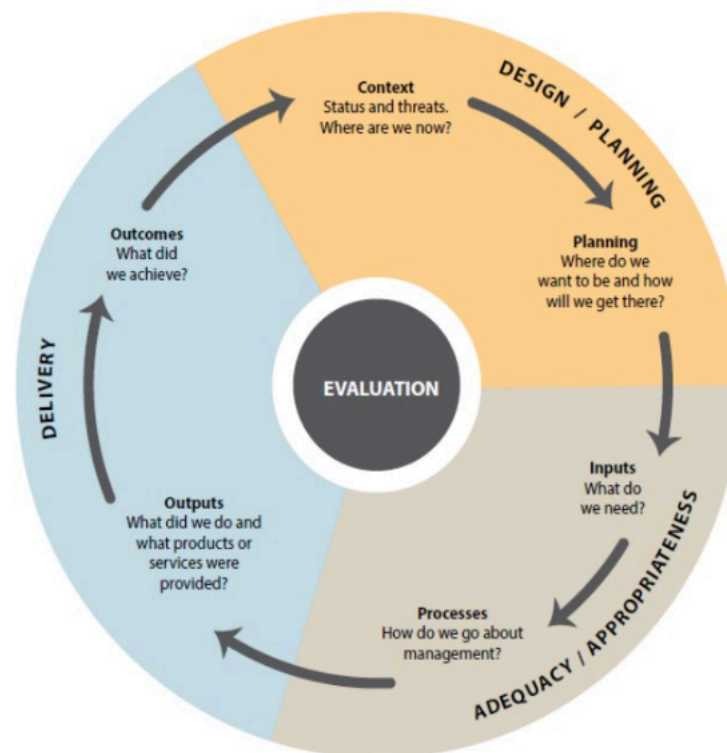 DESIGN / PLANNING
Context
Status and threats.
Where are we now?
Planning
Where do we
want to be and how
will we get there?
ADEQUACY / APPROPRIATENESS
Inputs
What do
we need?
Processes
How do we go about
management?
DELIVERY
Outputs
What did we do and
what products or
services were
provided?
Outcomes
What did
we achieve?
EVALUATION